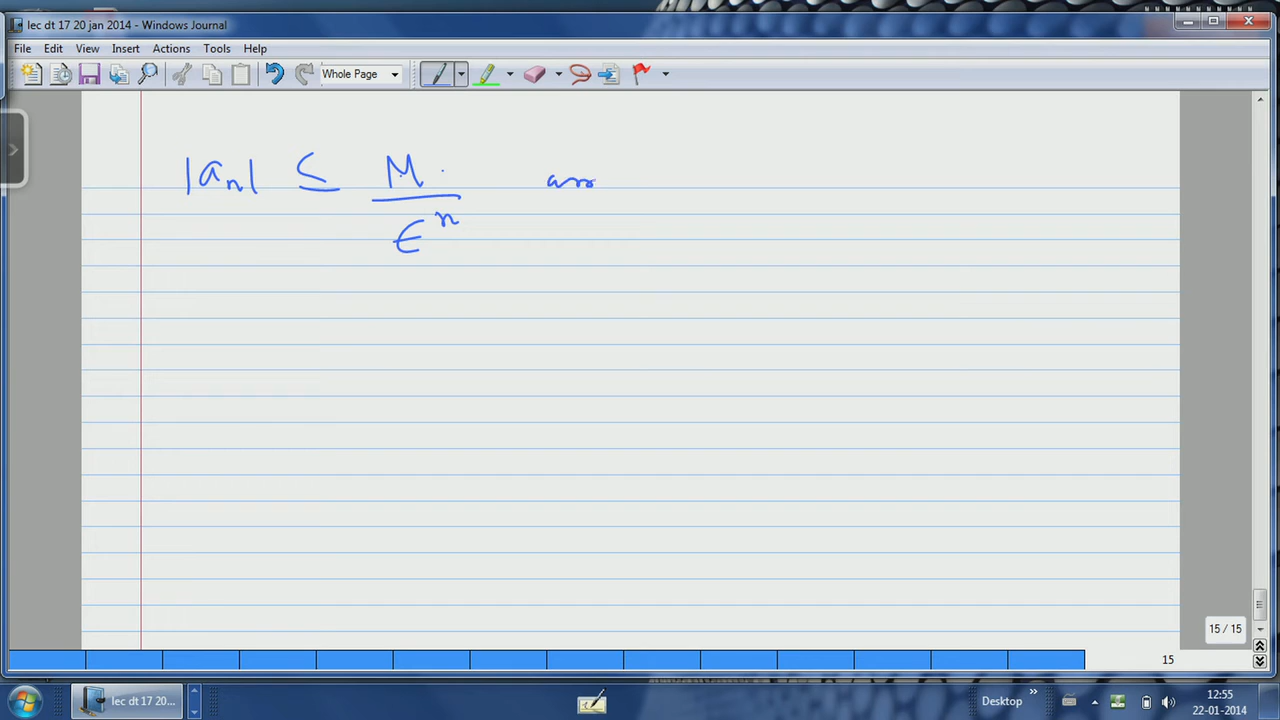 lec dt 17 20 jan 2014 - Windows Journal
File Edit View Insert Actions Tools Help
Whole Page
|aₙ| ≤ M / ϵⁿ
15 / 15
15
lec dt 17 20...
Desktop
12:55
22-01-2014